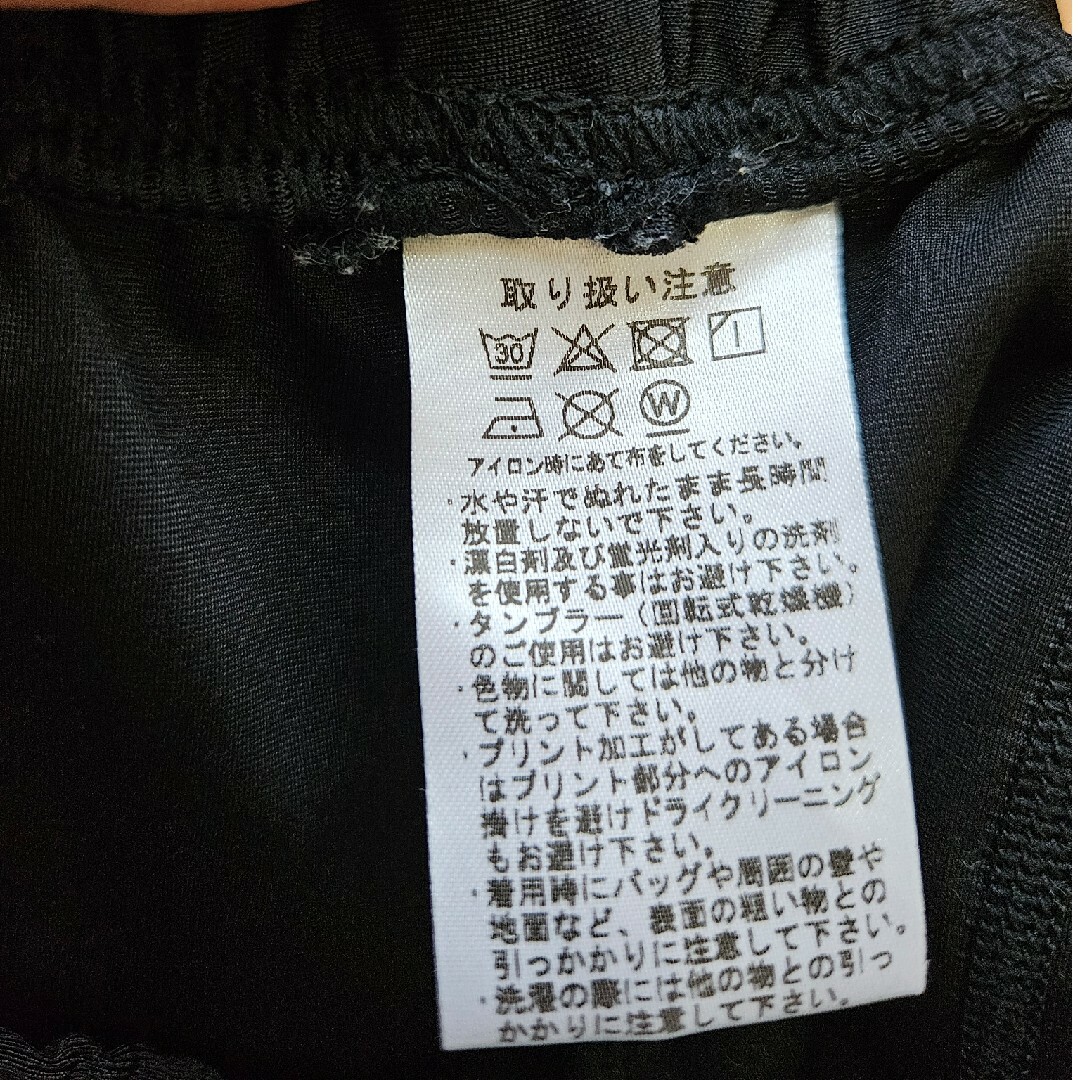 取り扱い注意
30
W
アイロン時にあて布をしてください。
・水や汗でぬれたまま長時間
放置しないで下さい。
・漂白剤及び蛍光剤入りの洗剤
を使用する事はお避け下さい。
・タンブラー(回転式乾燥機)
のご使用はお避け下さい。
・色物に関しては他の物と分け
て洗って下さい。
・プリント加工がしてある場合
はプリント部分へのアイロン
掛けを避けドライクリーニング
もお避け下さい。
・着用時にバッグや周囲の壁や
地面など、表面の粗い物との
引っかかりに注意して下さい。
・洗濯の際には他の物との引っ
かかりに注意して下さい。